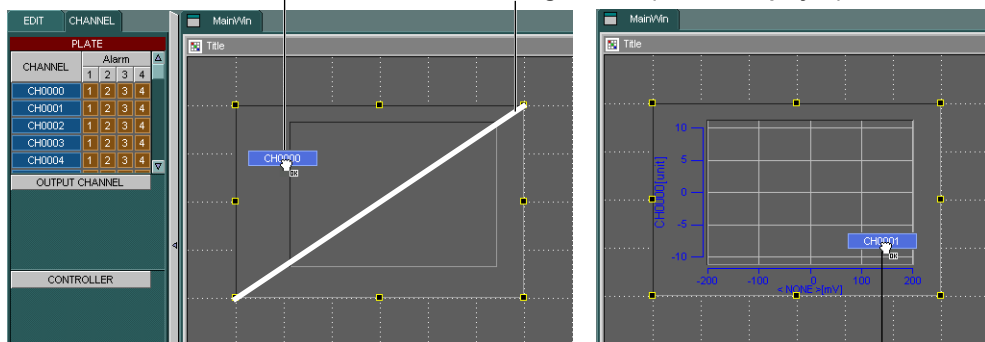 EDIT CHANNEL
PLATE
CHANNEL Alarm
1 2 3 4
CH0000 1 2 3 4
CH0001 1 2 3 4
CH0002 1 2 3 4
CH0003 1 2 3 4
CH0004 1 2 3 4
OUTPUT CHANNEL
CONTROLLER
MainWin
Title
CH0000
OK
MainWin
Title
10
5
0
-5
-10
CH0000[unit]
CH0001
OK
-200 -100 0 100 200
< NONE >[mV]